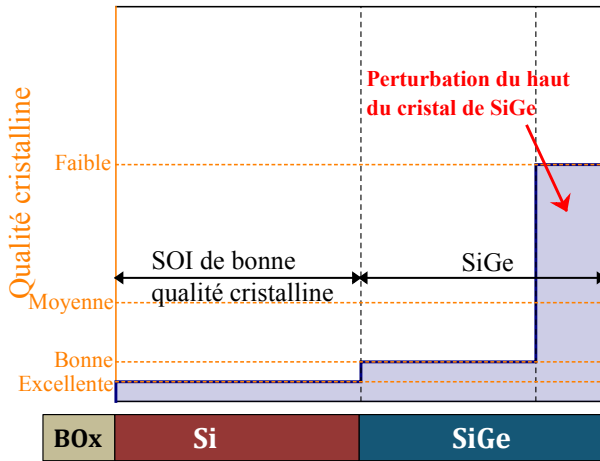 Qualité cristalline
Perturbation du haut
du cristal de SiGe
Faible
SOI de bonne
qualité cristalline
SiGe
Moyenne
Bonne
Excellente
BOx
Si
SiGe